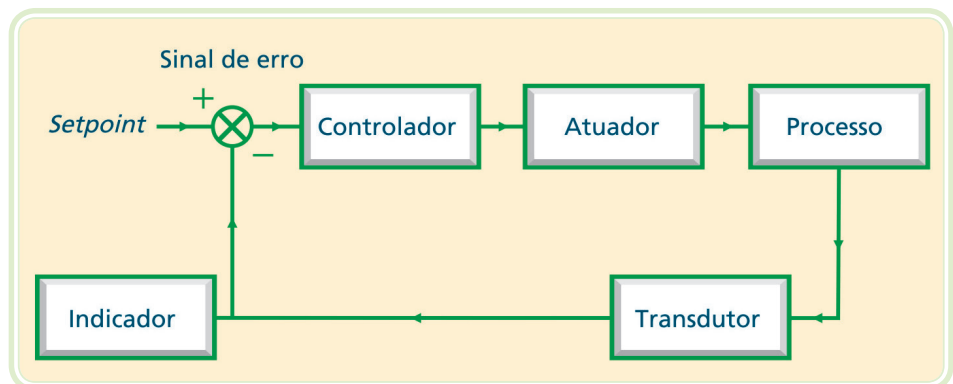 Sinal de erro
+
Setpoint
−
Controlador
Atuador
Processo
Indicador
Transdutor